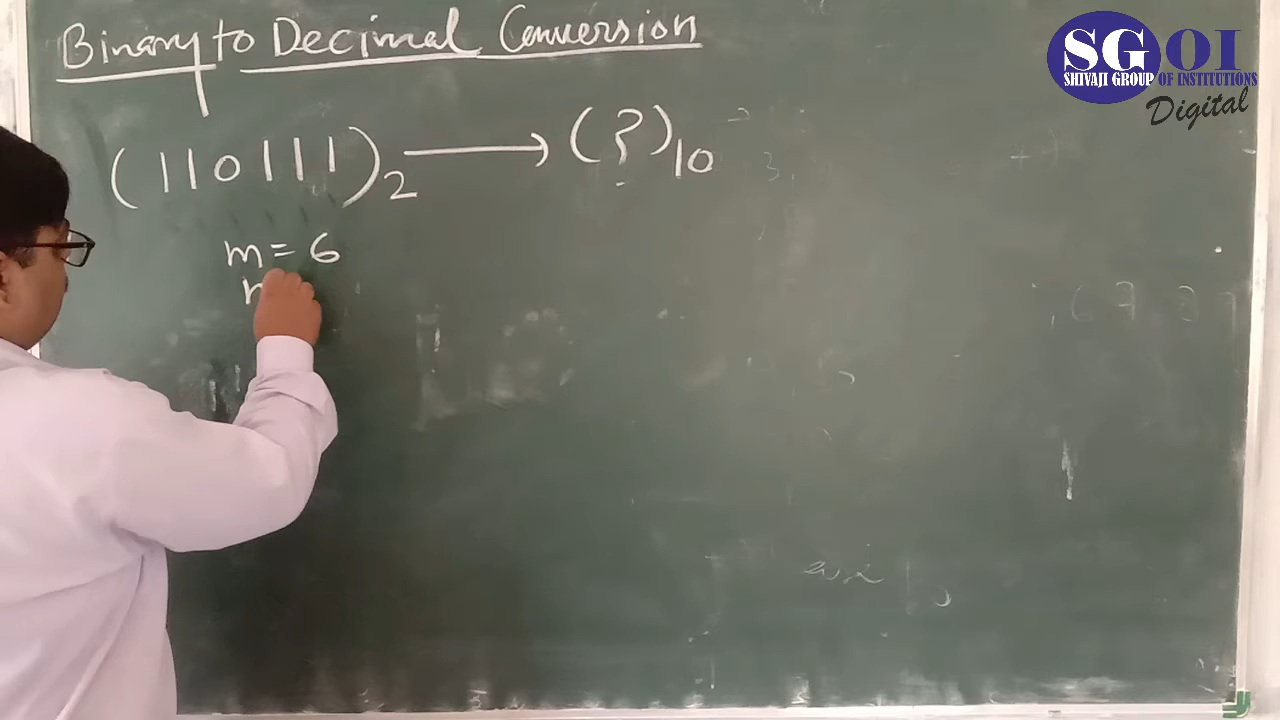 Binary to Decimal Conversion
(110111)₂ → (?)₁₀
m = 6
SGOI
SHIVAJI GROUP OF INSTITUTIONS
Digital